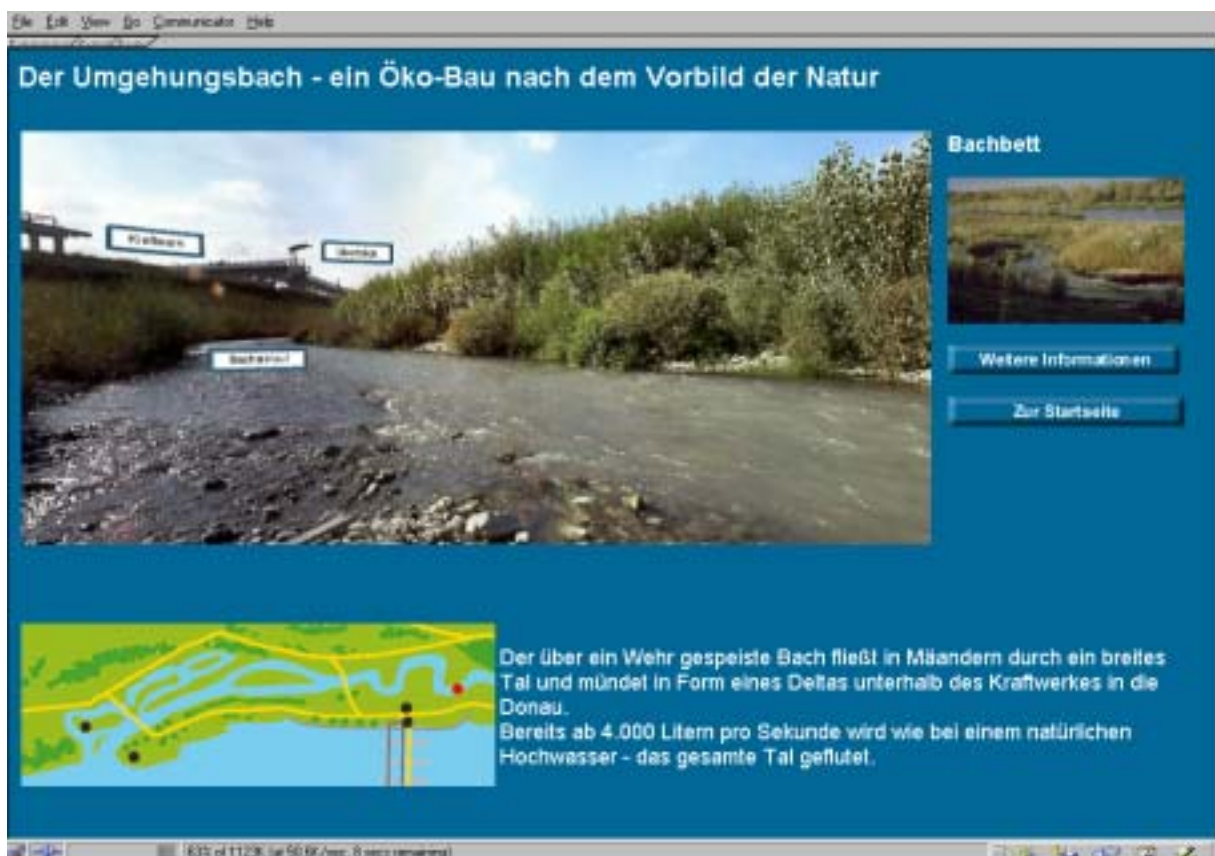 File Edit View Go Communicator Help
Der Umgehungsbach - ein Öko-Bau nach dem Vorbild der Natur
Bachbett
Weitere Informationen
Zur Startseite
Der über ein Wehr gespeiste Bach fließt in Mäandern durch ein breites
Tal und mündet in Form eines Deltas unterhalb des Kraftwerkes in die
Donau.
Bereits ab 4.000 Litern pro Sekunde wird wie bei einem natürlichen
Hochwasser - das gesamte Tal geflutet.